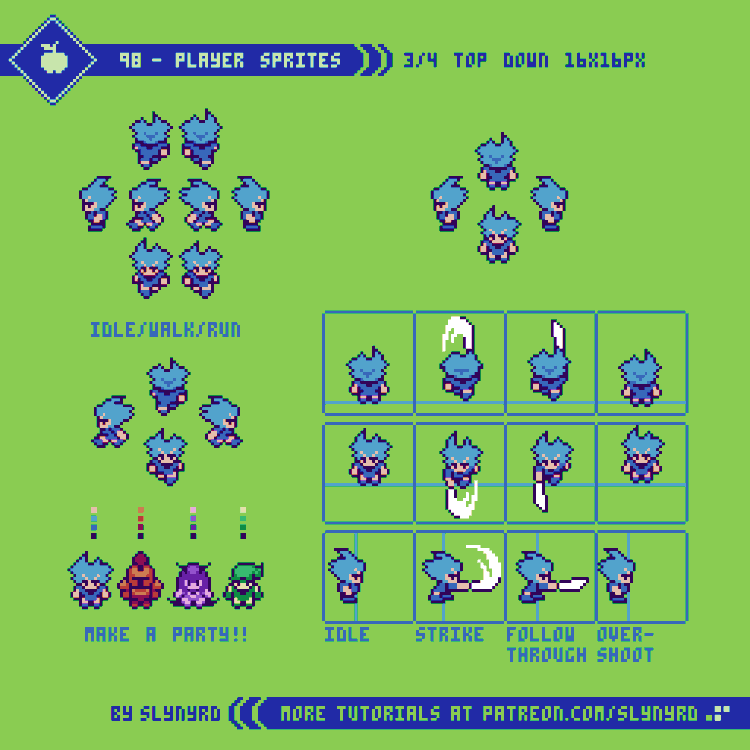 98 - PLAYER SPRITES 3/4 TOP DOWN 16X16PX
IDLE/WALK/RUN
MAKE A PARTY!!
IDLE STRIKE FOLLOW THROUGH OVER-SHOOT
BY SLYNYRD MORE TUTORIALS AT PATREON.COM/SLYNYRD